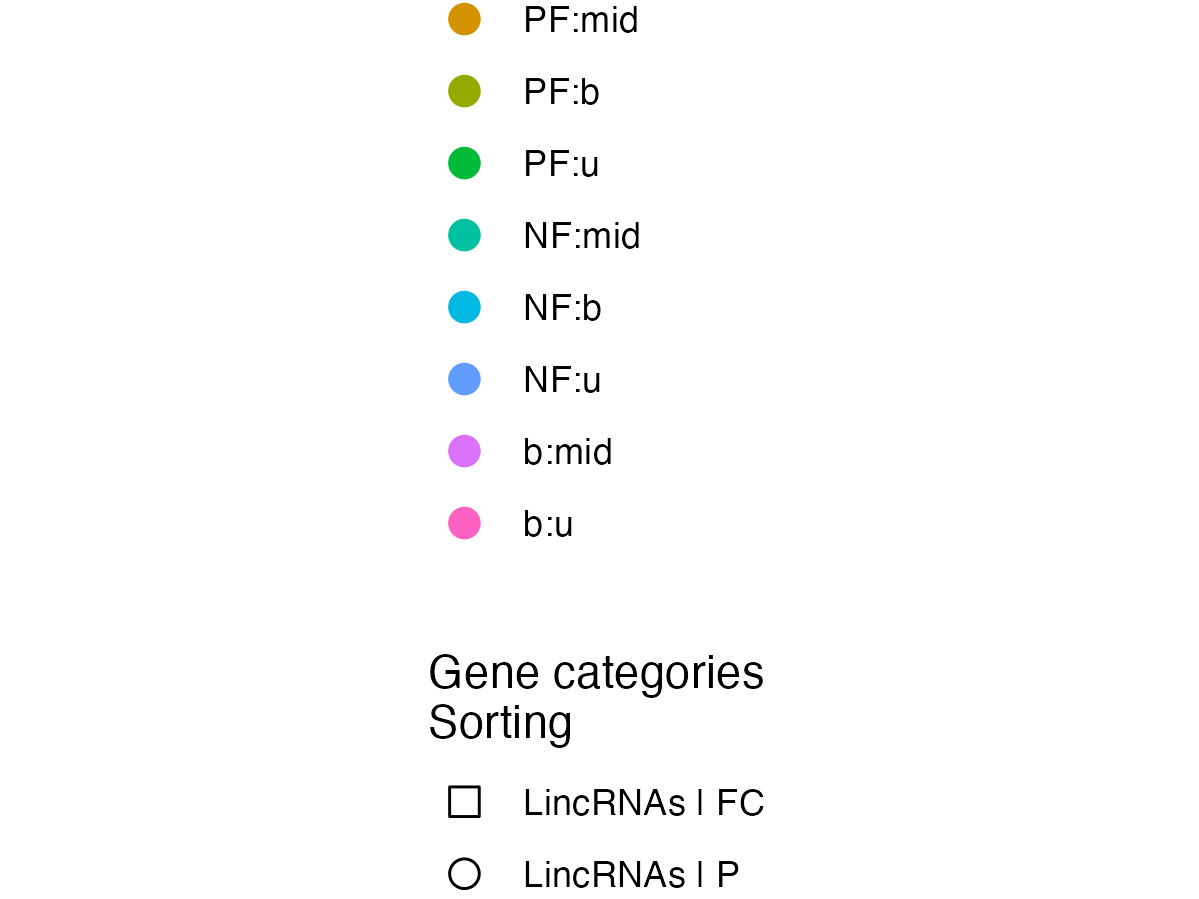 PF:mid
PF:b
PF:u
NF:mid
NF:b
NF:u
b:mid
b:u
Gene categories
Sorting
LincRNAs | FC
LincRNAs | P